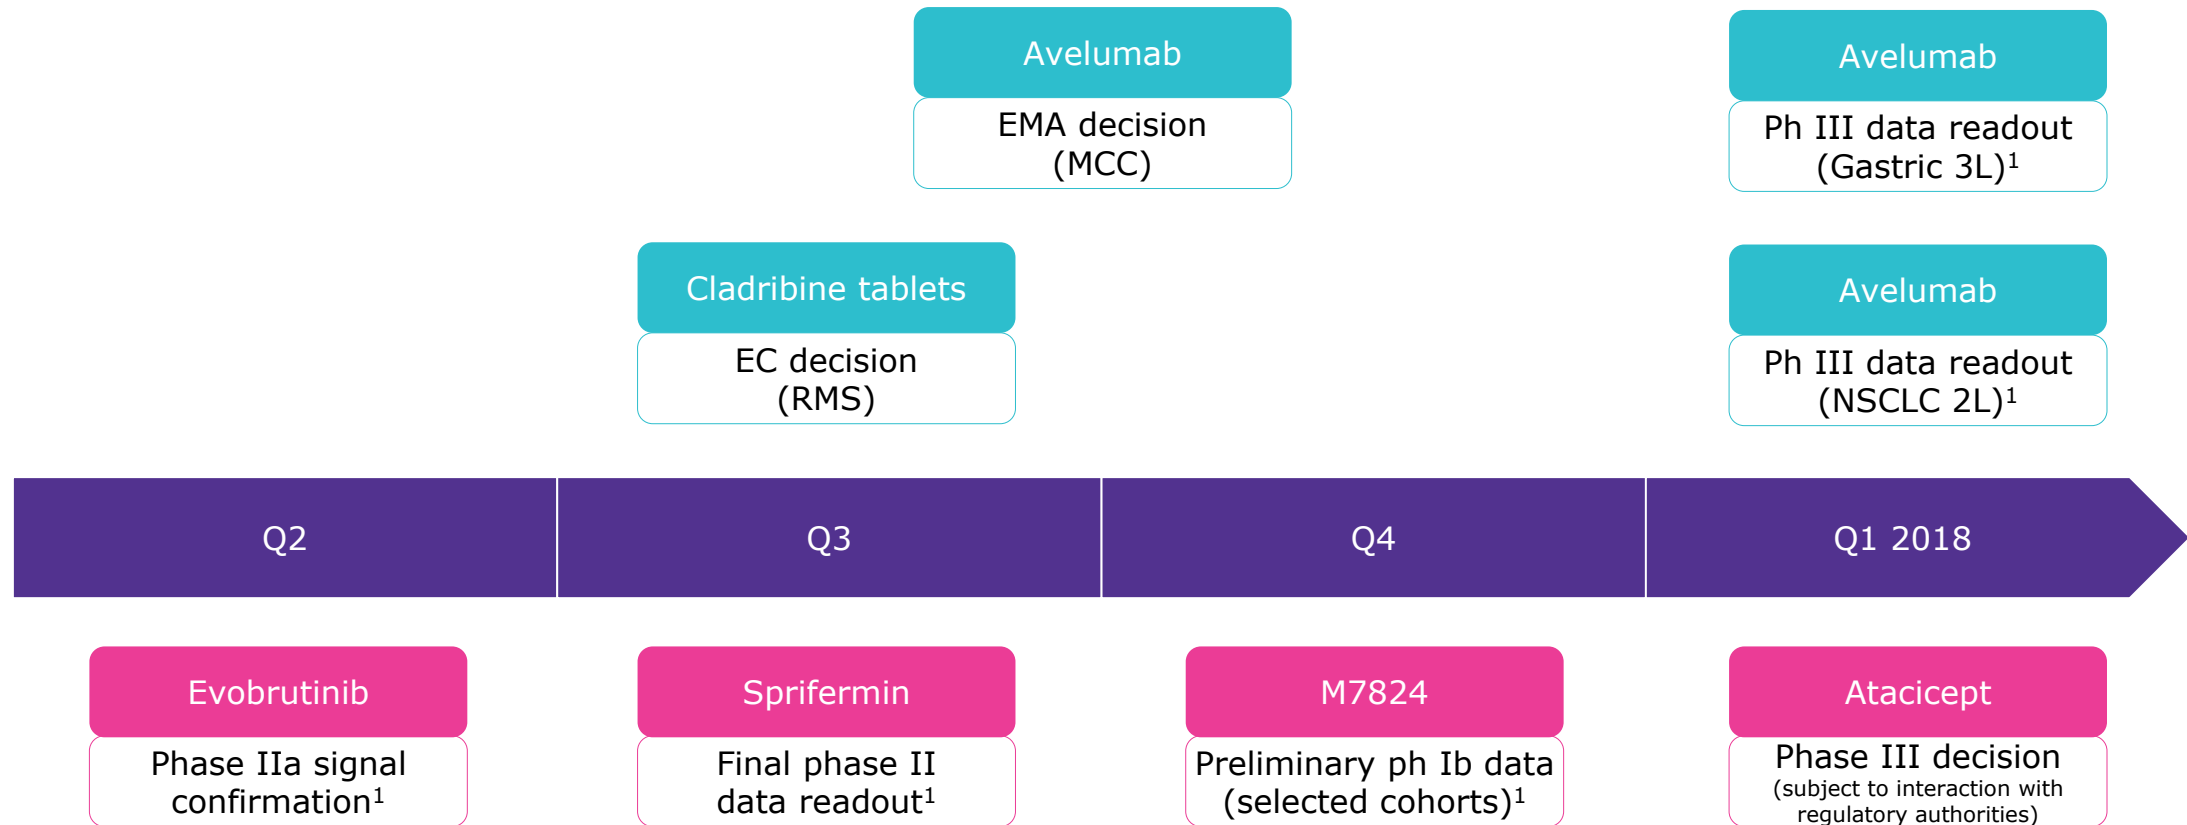 Avelumab
EMA decision
(MCC)
Avelumab
Ph III data readout
(Gastric 3L)¹
Cladribine tablets
EC decision
(RMS)
Avelumab
Ph III data readout
(NSCLC 2L)¹
Q2
Q3
Q4
Q1 2018
Evobrutinib
Phase IIa signal
confirmation¹
Sprifermin
Final phase II
data readout¹
M7824
Preliminary ph Ib data
(selected cohorts)¹
Atacicept
Phase III decision
(subject to interaction with
regulatory authorities)